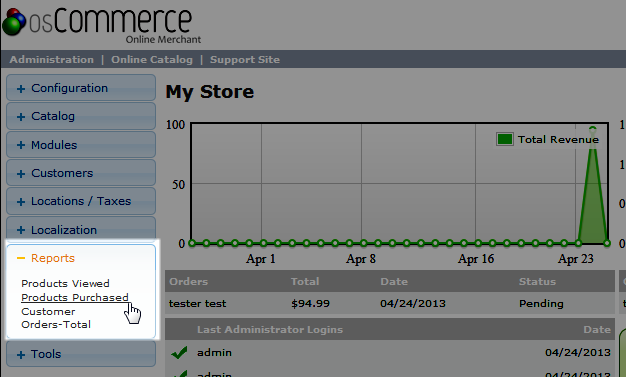 osCommerce
Online Merchant
Administration | Online Catalog | Support Site
+ Configuration
+ Catalog
+ Modules
+ Customers
+ Locations / Taxes
+ Localization
− Reports
Products Viewed
Products Purchased
Customer
Orders-Total
+ Tools
My Store
100
50
0
Total Revenue
Apr 1
Apr 8
Apr 16
Apr 23
Orders Total Date Status
tester test $94.99 04/24/2013 Pending
Last Administrator Logins Date
admin 04/24/2013
admin 04/24/2013